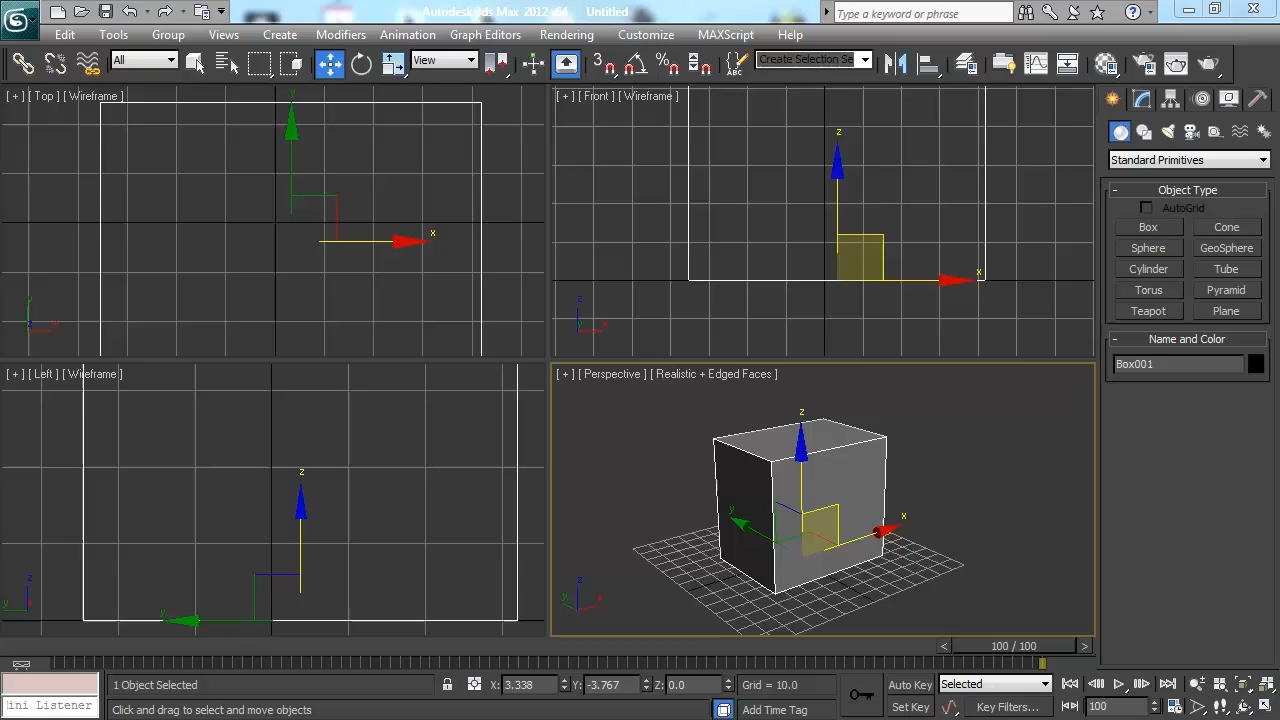 Autodesk 3ds Max 2012 x64 Untitled
Type a keyword or phrase
Edit Tools Group Views Create Modifiers Animation Graph Editors Rendering Customize MAXScript Help
All View 3 Create Selection Se
[ + ] [ Top ] [ Wireframe ]
y
x
y
z x
[ + ] [ Front ] [ Wireframe ]
z
x
z
y x
Standard Primitives
- Object Type
AutoGrid
Box Cone
Sphere GeoSphere
Cylinder Tube
Torus Pyramid
Teapot Plane
- Name and Color
Box001
[ + ] [ Left ] [ Wireframe ]
z
y
z
y x
[ + ] [ Perspective ] [ Realistic + Edged Faces ]
z
y
x
z
y x
< 100 / 100 >
1 Object Selected X: 3.338 Y: -3.767 Z: 0.0 Grid = 10.0 Auto Key Selected
ini Listener Click and drag to select and move objects Add Time Tag Set Key Key Filters... 100